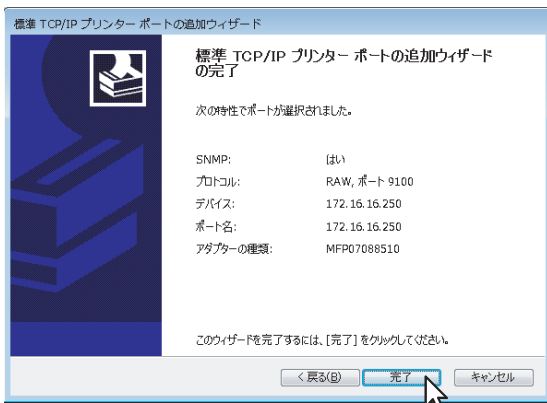 標準 TCP/IP プリンター ポートの追加ウィザード
標準 TCP/IP プリンター ポートの追加ウィザード
の完了
次の特性でポートが選択されました。
SNMP: はい
プロトコル: RAW, ポート 9100
デバイス: 172.16.16.250
ポート名: 172.16.16.250
アダプターの種類: MFP07088510
このウィザードを完了するには、[完了] をクリックしてください。
< 戻る(B) 完了 キャンセル